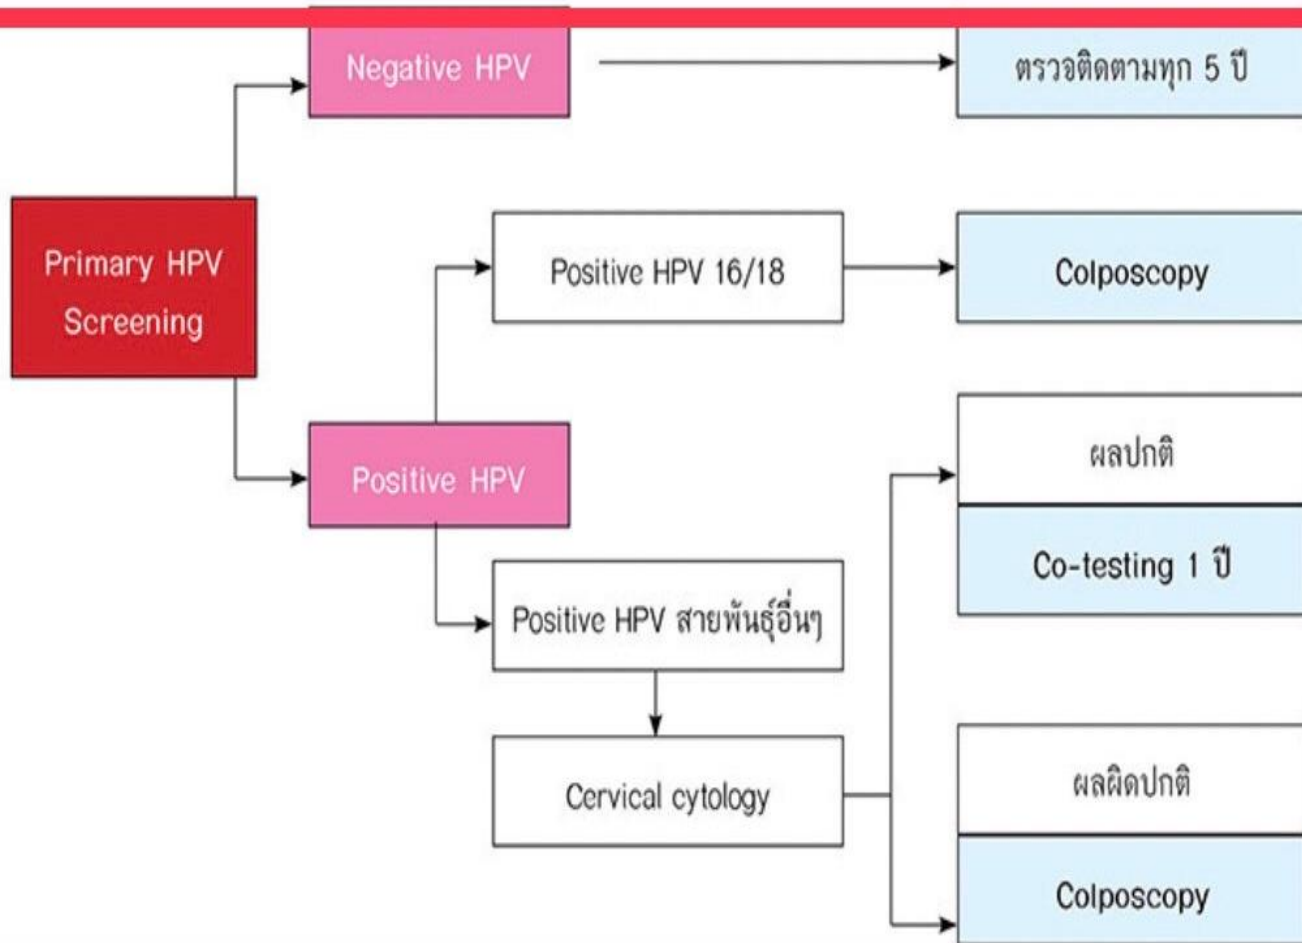 Negative HPV
ตรวจติดตามทุก 5 ปี
Primary HPV
Screening
Positive HPV 16/18
Colposcopy
Positive HPV
ผลปกติ
Co-testing 1 ปี
Positive HPV สายพันธุ์อื่นๆ
Cervical cytology
ผลผิดปกติ
Colposcopy